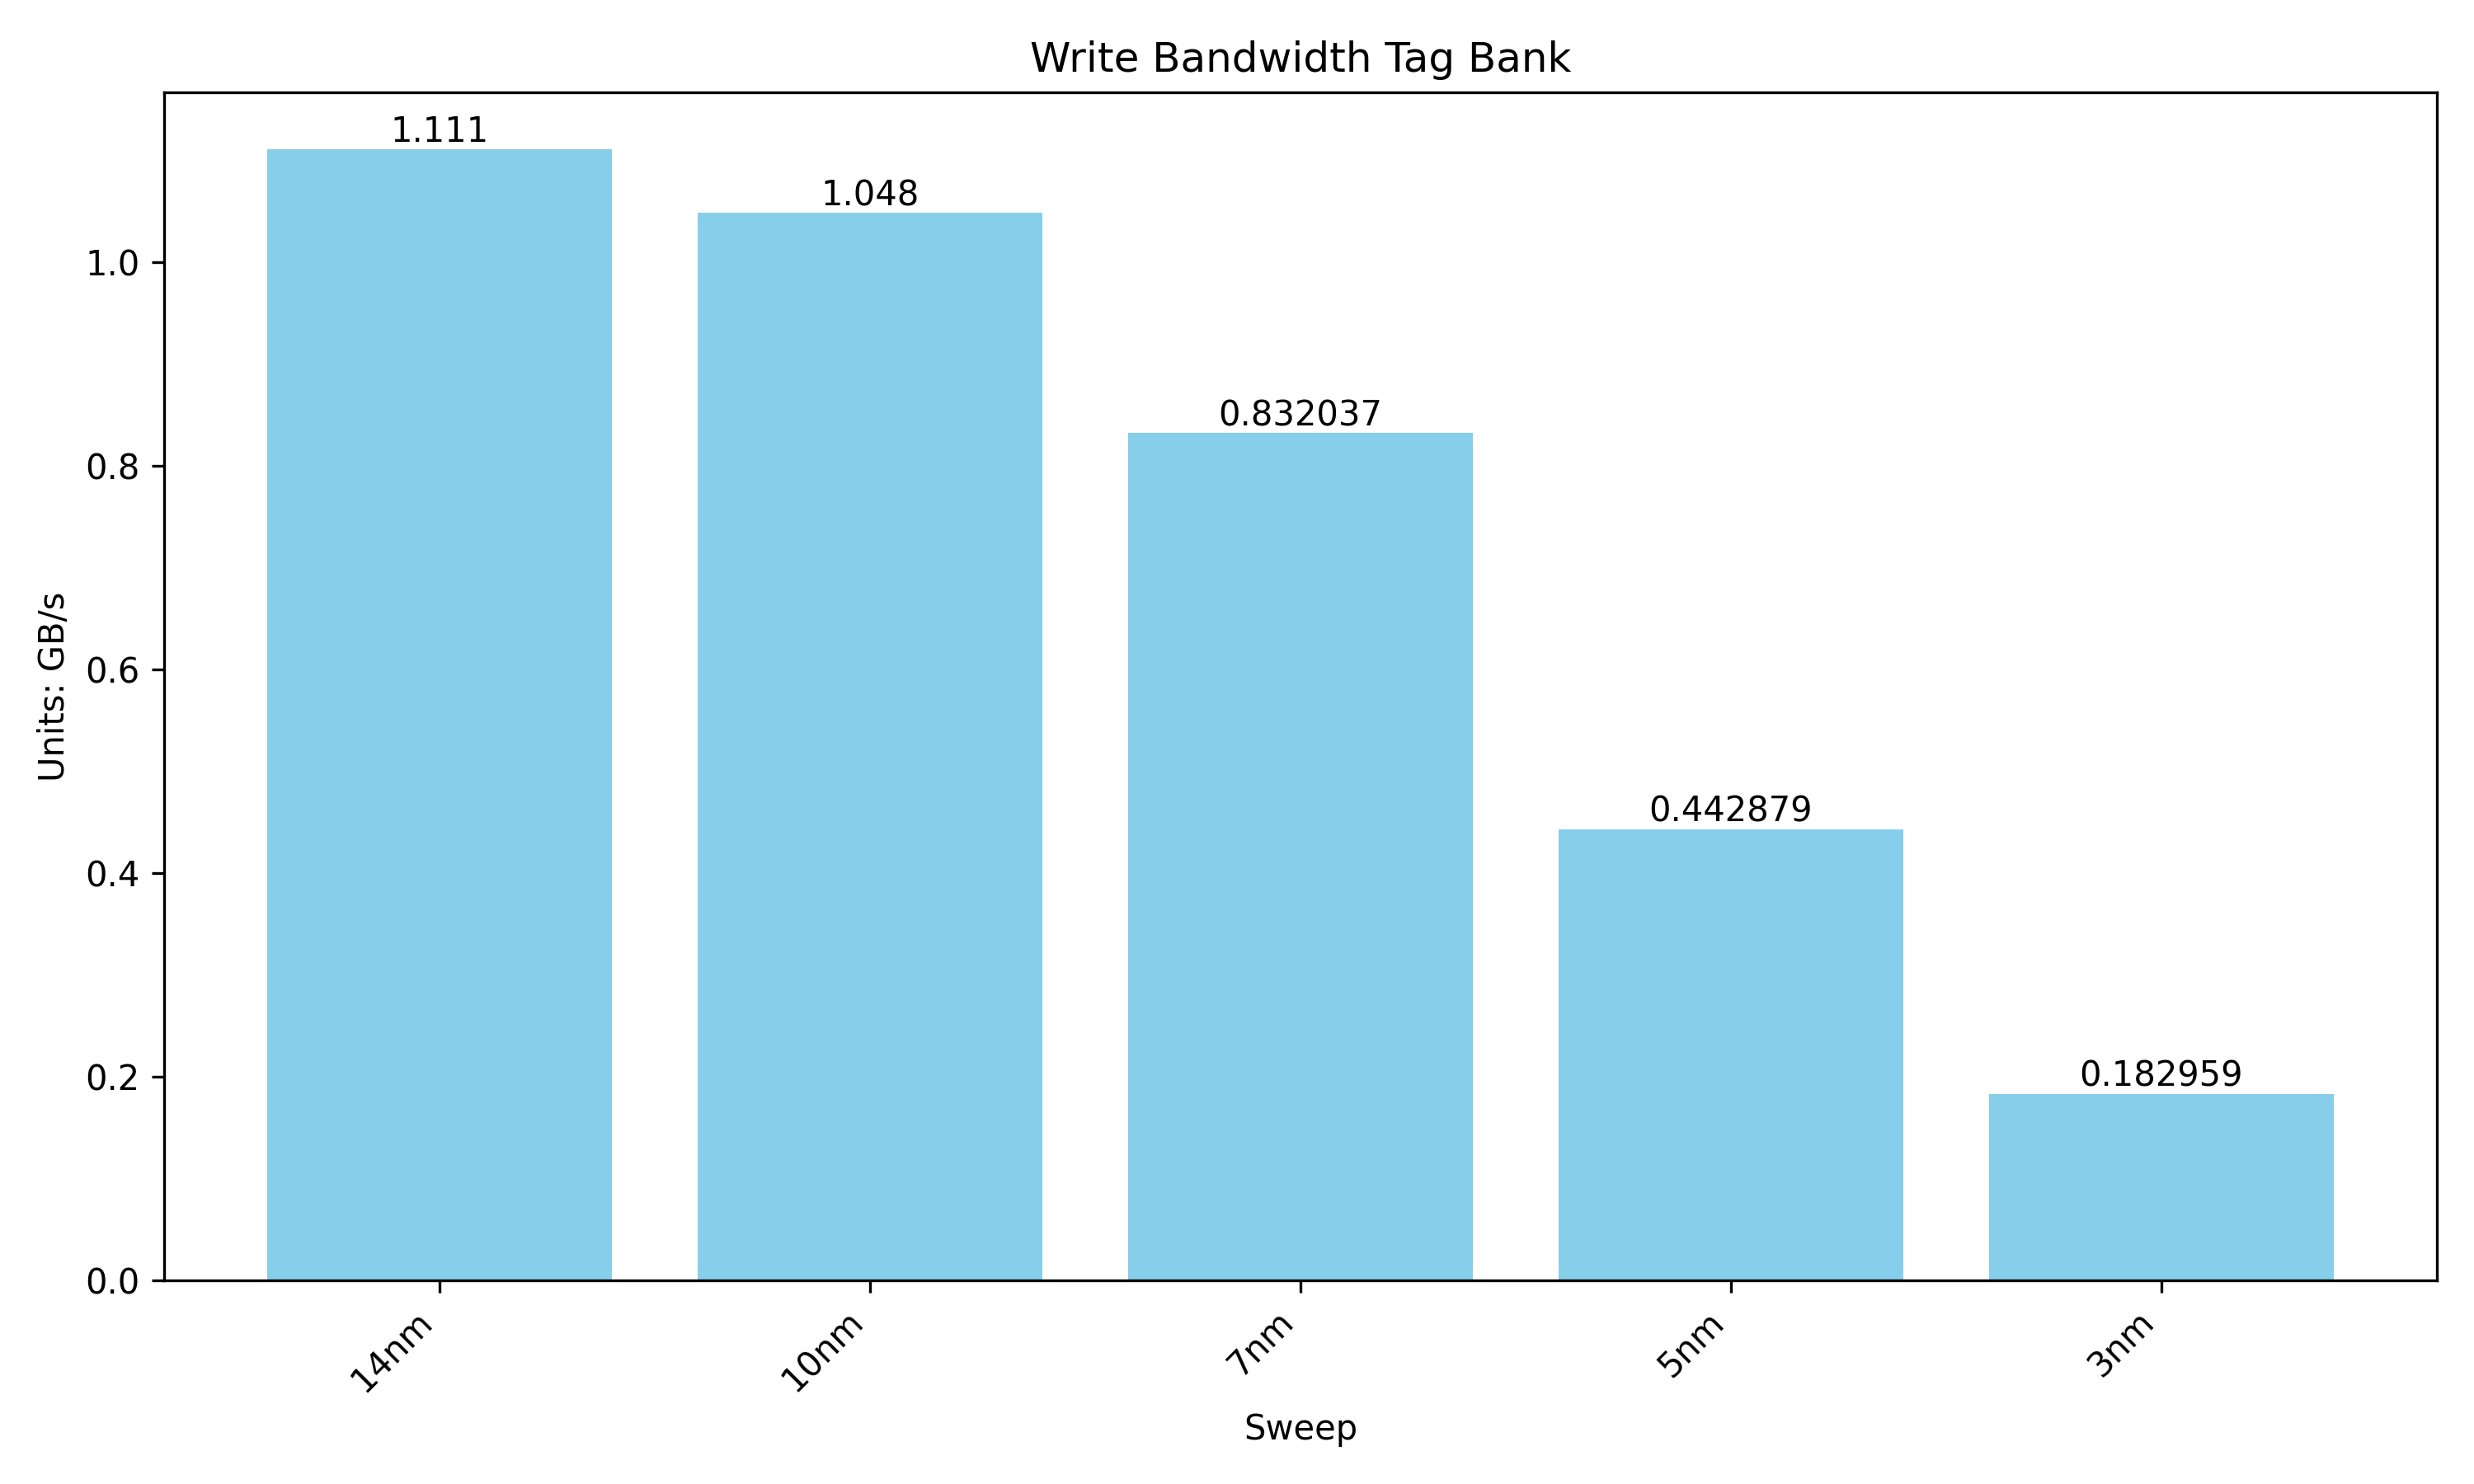 Write Bandwidth Tag Bank
1.111
1.048
0.832037
0.442879
0.182959
Units: GB/s
1.0
0.8
0.6
0.4
0.2
0.0
14nm
10nm
7nm
5nm
3nm
Sweep